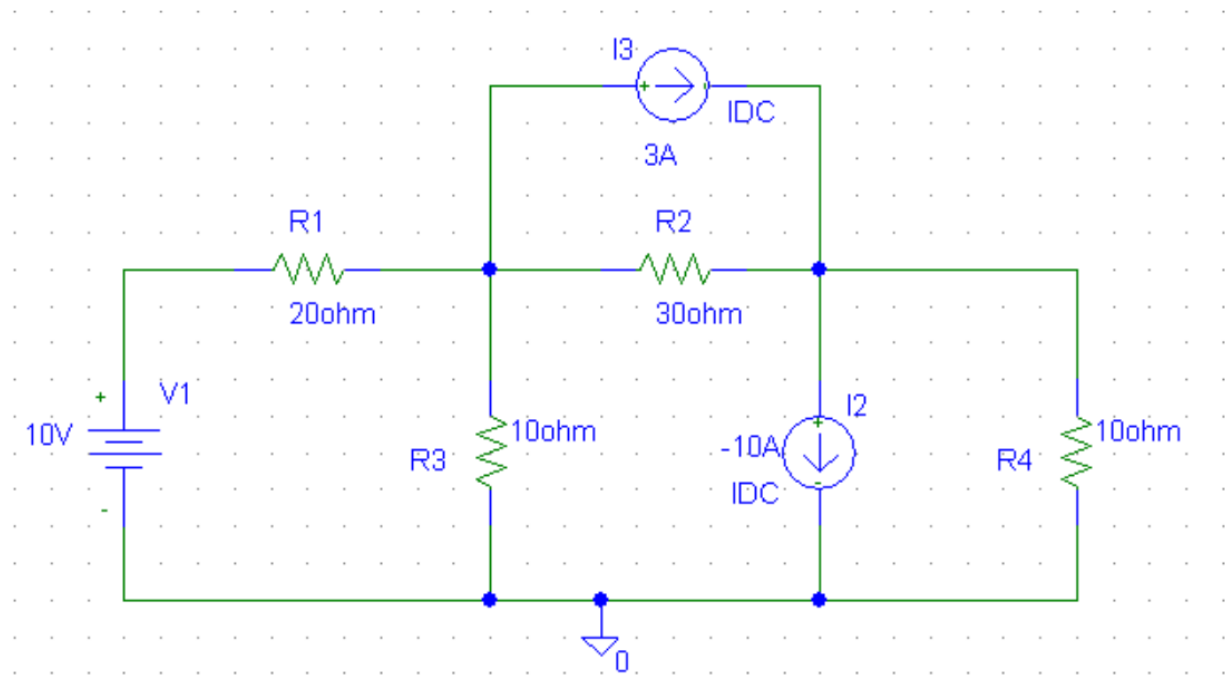 I3
IDC
3A
R1
R2
20ohm
30ohm
+
V1
I2
10V
10ohm
-10A
10ohm
R3
R4
IDC
-
0